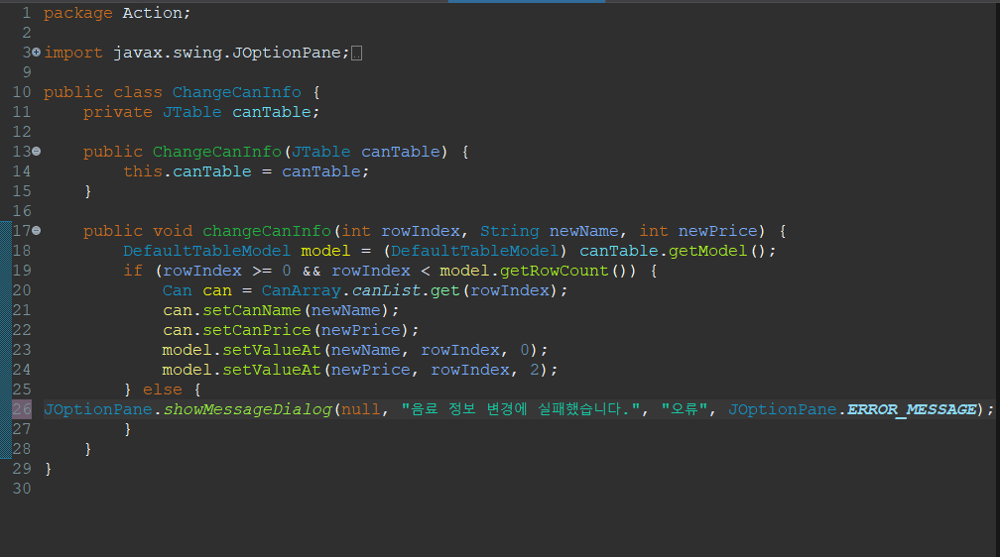 1 package Action;
2
3 import javax.swing.JOptionPane;
9
10 public class ChangeCanInfo {
11     private JTable canTable;
12
13     public ChangeCanInfo(JTable canTable) {
14         this.canTable = canTable;
15     }
16
17     public void changeCanInfo(int rowIndex, String newName, int newPrice) {
18         DefaultTableModel model = (DefaultTableModel) canTable.getModel();
19         if (rowIndex >= 0 && rowIndex < model.getRowCount()) {
20             Can can = CanArray.canList.get(rowIndex);
21             can.setCanName(newName);
22             can.setCanPrice(newPrice);
23             model.setValueAt(newName, rowIndex, 0);
24             model.setValueAt(newPrice, rowIndex, 2);
25         } else {
26 JOptionPane.showMessageDialog(null, "음료 정보 변경에 실패했습니다.", "오류", JOptionPane.ERROR_MESSAGE);
27         }
28     }
29 }
30